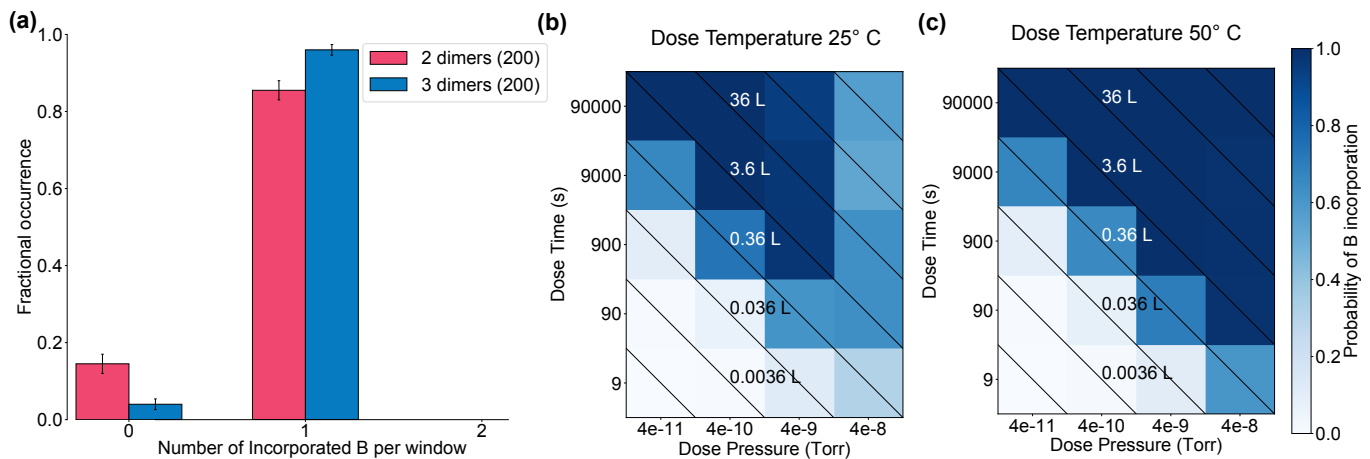 (a)
1.0
0.8
0.6
0.4
0.2
0.0
Fractional occurrence
2 dimers (200)
3 dimers (200)
0 1 2
Number of Incorporated B per window
(b)
Dose Temperature 25° C
Dose Time (s)
90000
9000
900
90
9
36 L
3.6 L
0.36 L
0.036 L
0.0036 L
4e-11 4e-10 4e-9 4e-8
Dose Pressure (Torr)
(c)
Dose Temperature 50° C
Dose Time (s)
90000
9000
900
90
9
36 L
3.6 L
0.36 L
0.036 L
0.0036 L
4e-11 4e-10 4e-9 4e-8
Dose Pressure (Torr)
1.0
0.8
0.6
0.4
0.2
0.0
Probability of B incorporation